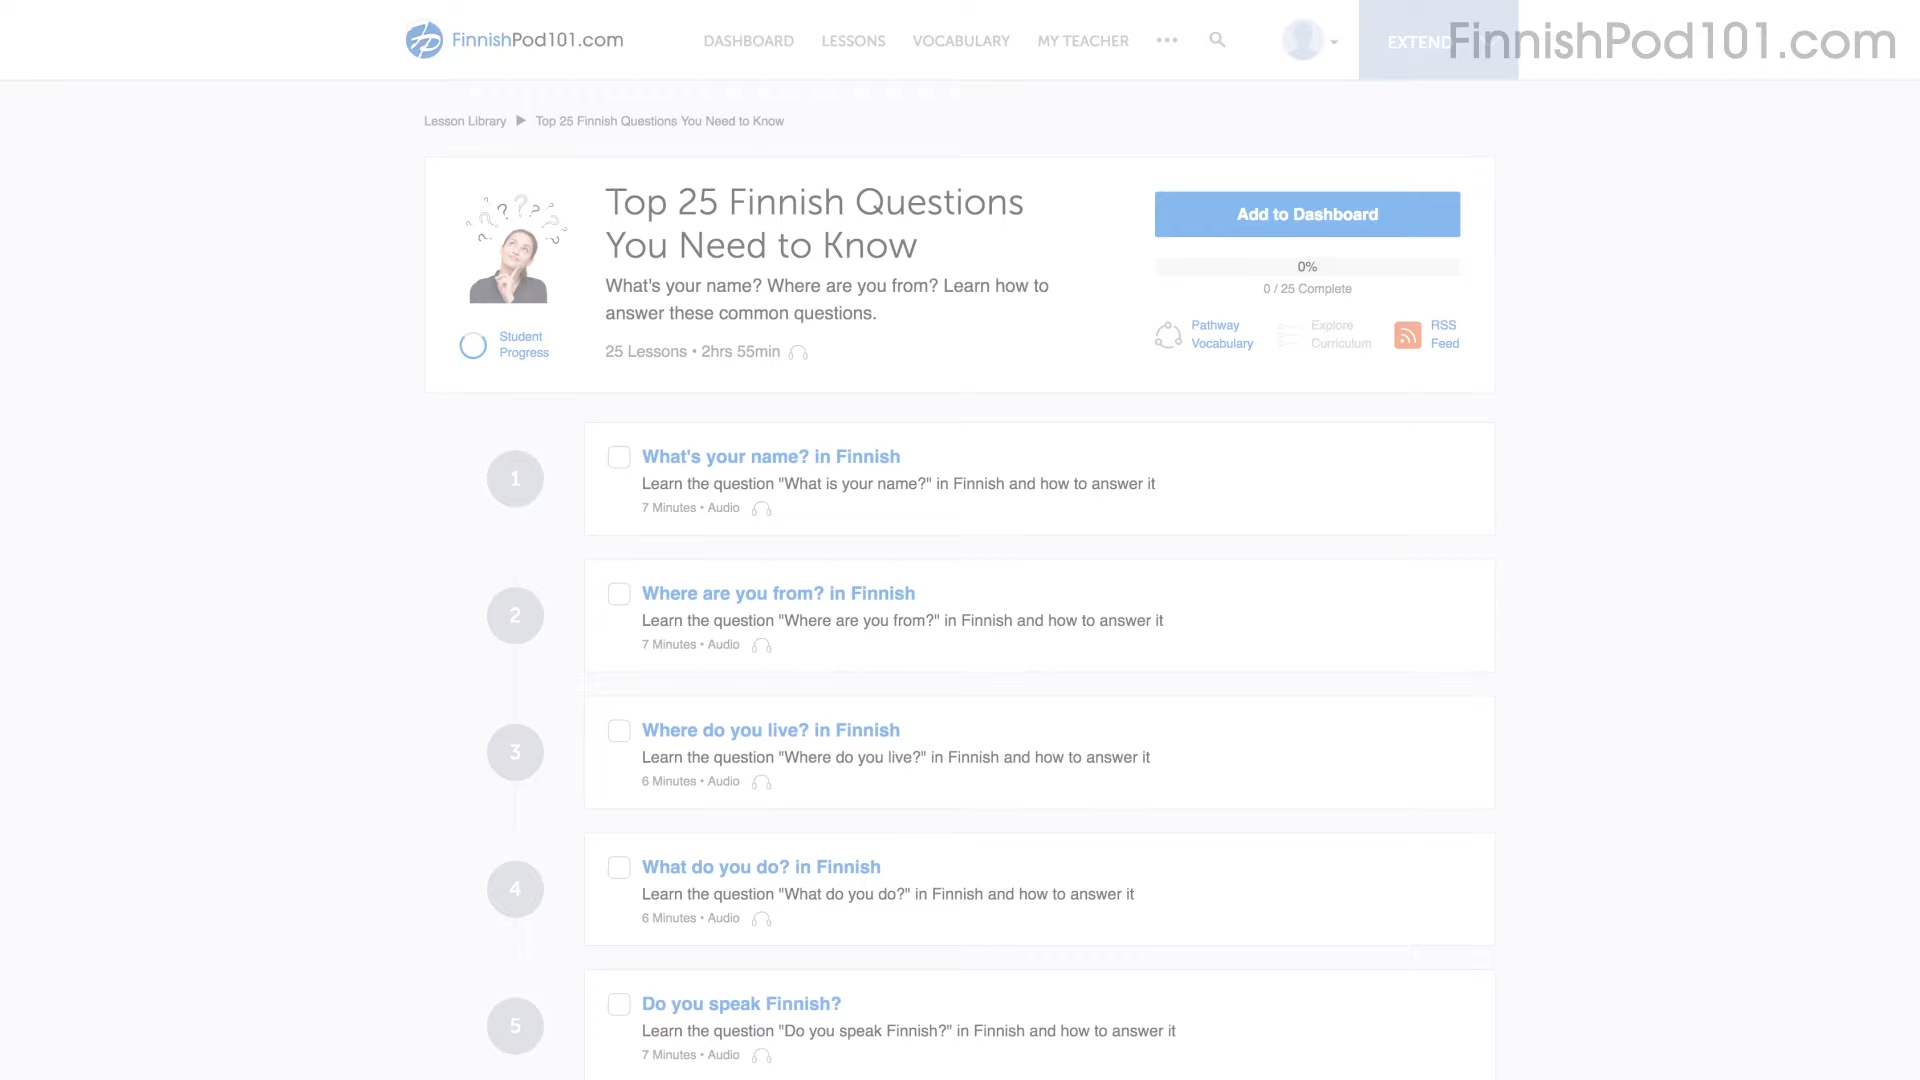 FinnishPod101.com
DASHBOARD
LESSONS
VOCABULARY
MY TEACHER
EXTEND
FinnishPod101.com
Lesson Library ▶ Top 25 Finnish Questions You Need to Know
Top 25 Finnish Questions
You Need to Know
What's your name? Where are you from? Learn how to
answer these common questions.
25 Lessons • 2hrs 55min
Student
Progress
Add to Dashboard
0%
0 / 25 Complete
Pathway
Vocabulary
Explore
Curriculum
RSS
Feed
1
What's your name? in Finnish
Learn the question "What is your name?" in Finnish and how to answer it
7 Minutes • Audio
2
Where are you from? in Finnish
Learn the question "Where are you from?" in Finnish and how to answer it
7 Minutes • Audio
3
Where do you live? in Finnish
Learn the question "Where do you live?" in Finnish and how to answer it
6 Minutes • Audio
4
What do you do? in Finnish
Learn the question "What do you do?" in Finnish and how to answer it
6 Minutes • Audio
5
Do you speak Finnish?
Learn the question "Do you speak Finnish?" in Finnish and how to answer it
7 Minutes • Audio